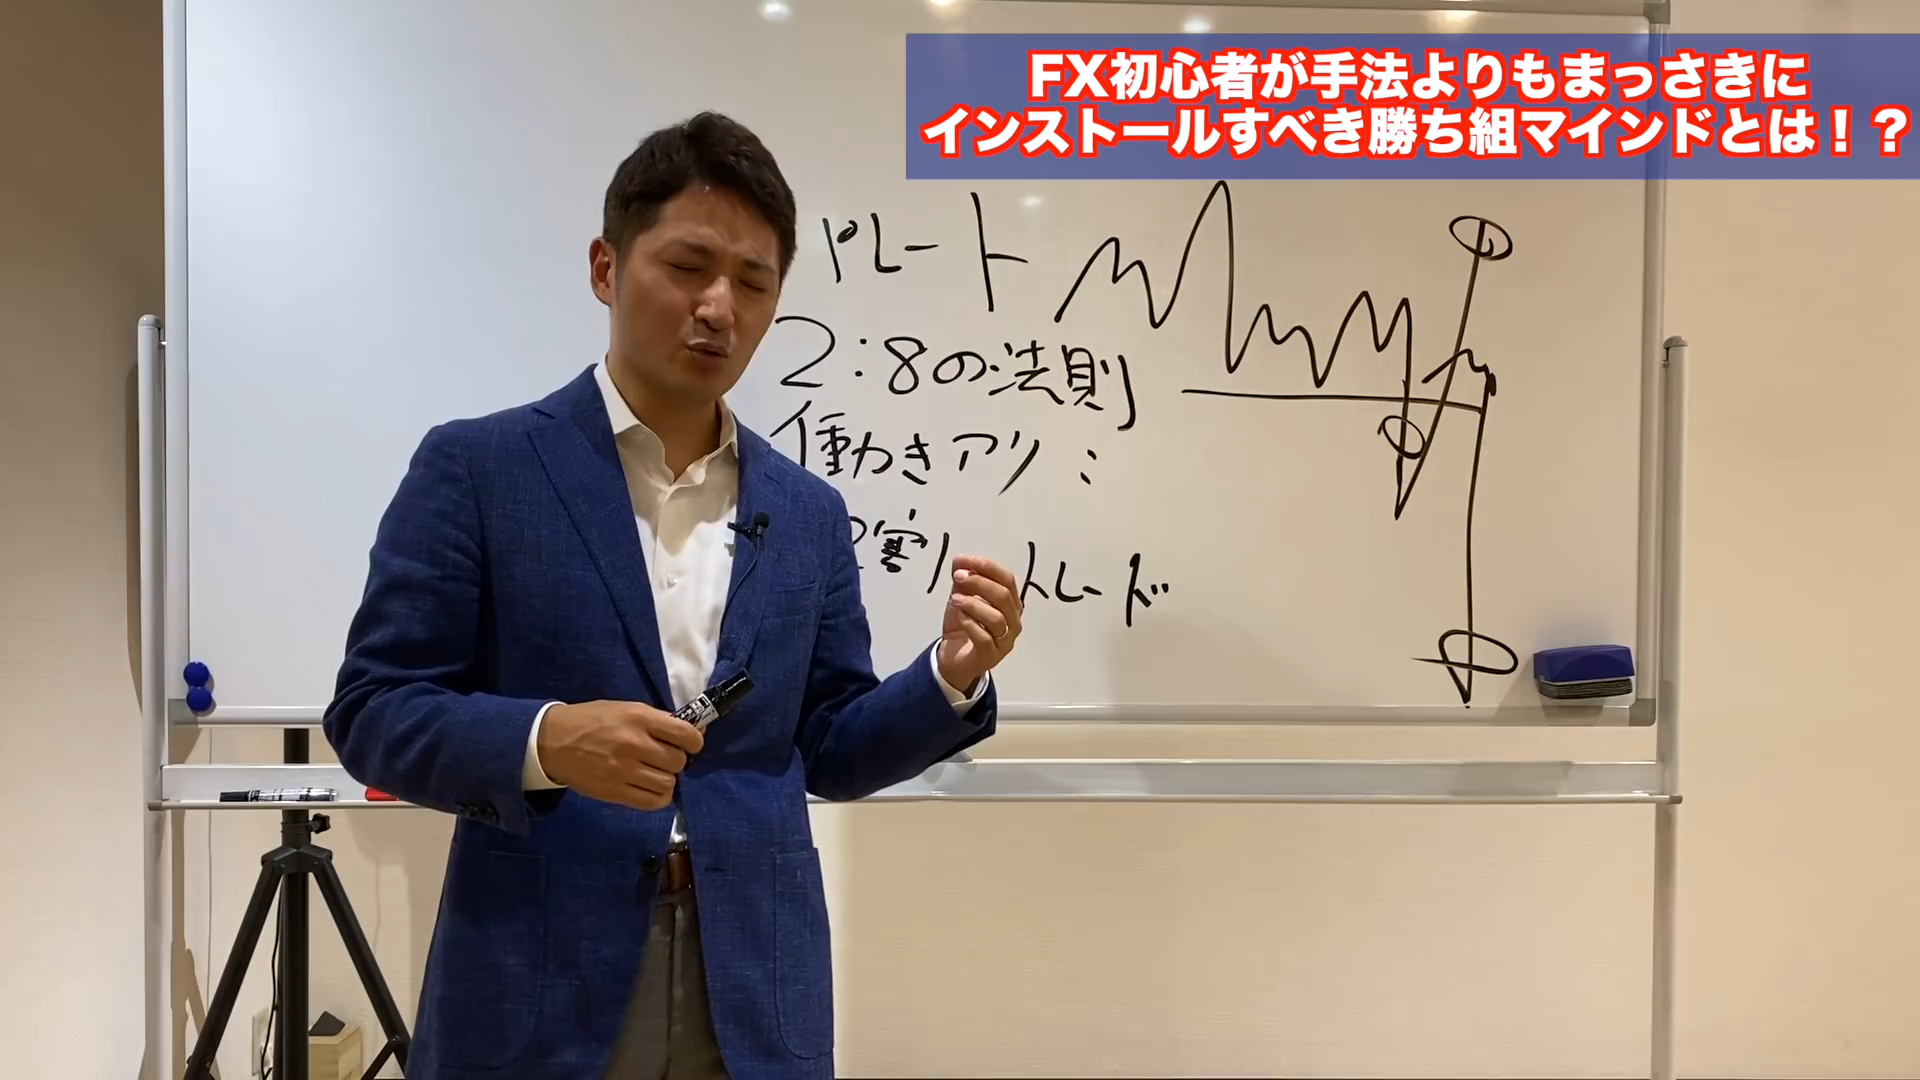 FX初心者が手法よりもまっさきに
インストールすべき勝ち組マインドとは！？
パレート
2:8の法則
働きアリ:
トレード